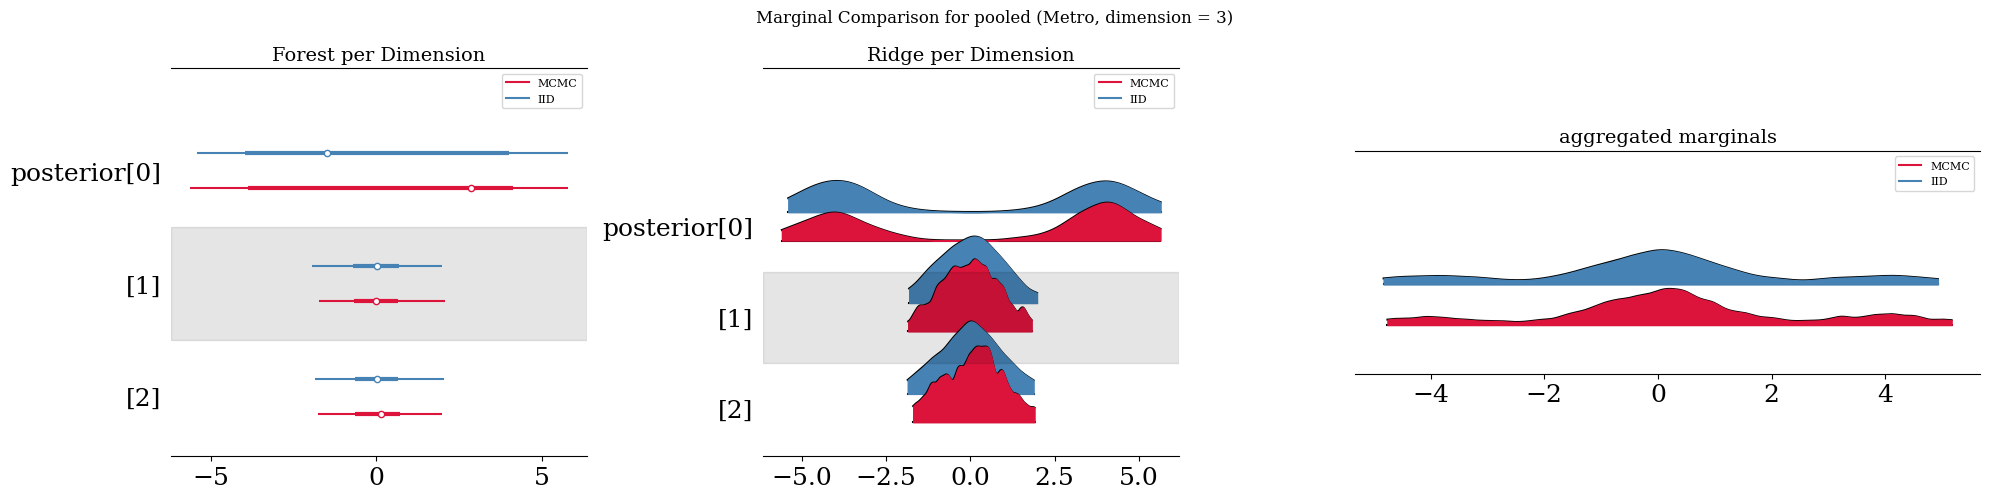 Marginal Comparison for pooled (Metro, dimension = 3)
Forest per Dimension
MCMC
IID
posterior[0]
[1]
[2]
−5 0 5
Ridge per Dimension
MCMC
IID
posterior[0]
[1]
[2]
−5.0 −2.5 0.0 2.5 5.0
aggregated marginals
MCMC
IID
−4 −2 0 2 4